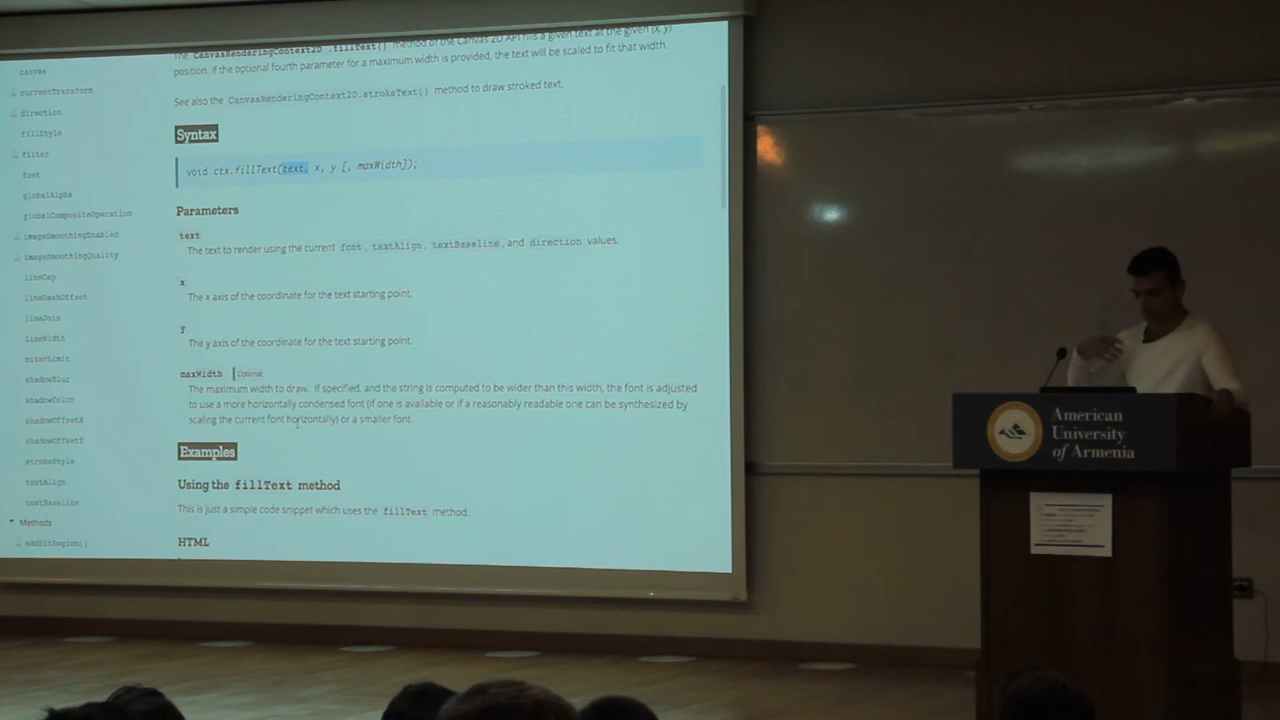 canvas
currentTransform
direction
fillStyle
filter
font
globalAlpha
globalCompositeOperation
imageSmoothingEnabled
imageSmoothingQuality
lineCap
lineDashOffset
lineJoin
lineWidth
miterLimit
shadowBlur
shadowColor
shadowOffsetX
shadowOffsetY
strokeStyle
textAlign
textBaseline
Methods
addHitRegion()
The CanvasRenderingContext2D .fillText() method of the Canvas 2D API fills a given text at the given (x, y)
position. If the optional fourth parameter for a maximum width is provided, the text will be scaled to fit that width.
See also the CanvasRenderingContext2D.strokeText() method to draw stroked text.
Syntax
void ctx.fillText(text, x, y [, maxWidth]);
Parameters
text
The text to render using the current font, textAlign, textBaseline, and direction values.
x
The x axis of the coordinate for the text starting point.
y
The y axis of the coordinate for the text starting point.
maxWidth Optional
The maximum width to draw. If specified, and the string is computed to be wider than this width, the font is adjusted
to use a more horizontally condensed font (if one is available or if a reasonably readable one can be synthesized by
scaling the current font horizontally) or a smaller font.
Examples
Using the fillText method
This is just a simple code snippet which uses the fillText method.
HTML
American
University
of Armenia